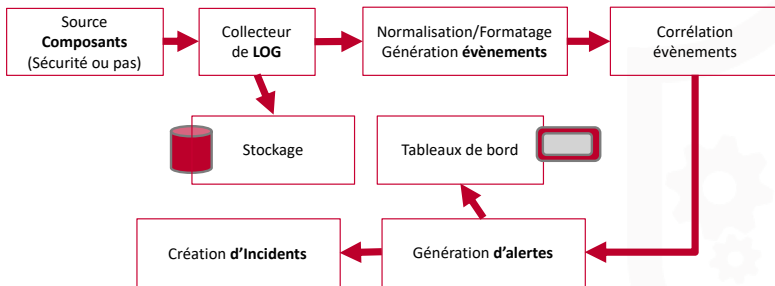 Source
Composants
(Sécurité ou pas)
Collecteur
de LOG
Normalisation/Formatage
Génération évènements
Corrélation
évènements
Stockage
Tableaux de bord
Création d'Incidents
Génération d'alertes